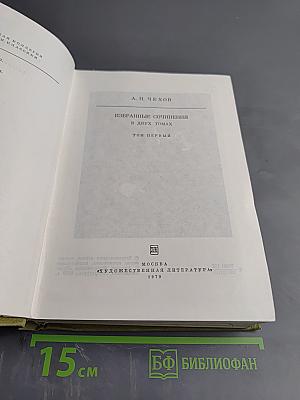 А. П. ЧЕХОВ
ИЗБРАННЫЕ СОЧИНЕНИЯ
В ДВУХ ТОМАХ
ТОМ ПЕРВЫЙ
МОСКВА
«ХУДОЖЕСТВЕННАЯ ЛИТЕРАТУРА»
1979
15 см
БФ БИБЛИОФАН